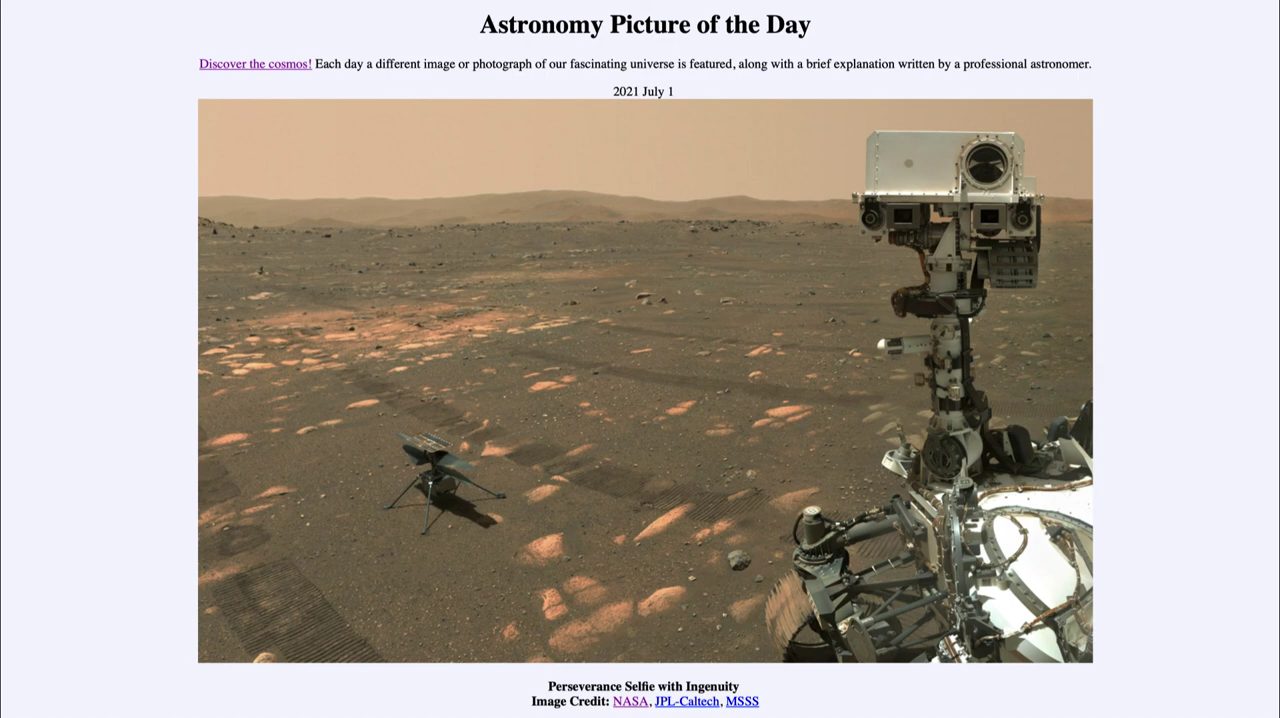 Astronomy Picture of the Day
Discover the cosmos! Each day a different image or photograph of our fascinating universe is featured, along with a brief explanation written by a professional astronomer.
2021 July 1
Perseverance Selfie with Ingenuity
Image Credit: NASA, JPL-Caltech, MSSS